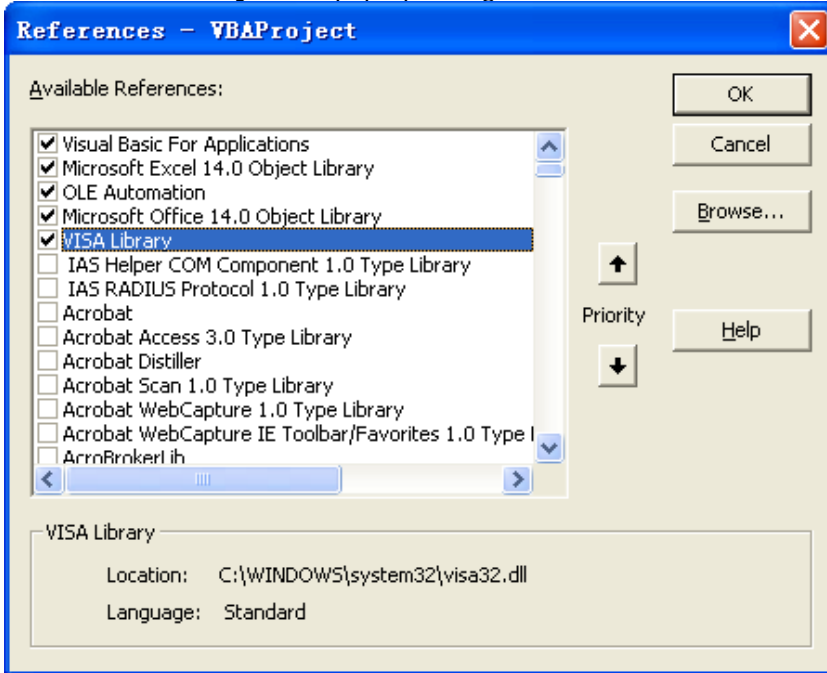 References - VBAProject
Available References:
OK
Cancel
Browse...
Priority
Help
Visual Basic For Applications
Microsoft Excel 14.0 Object Library
OLE Automation
Microsoft Office 14.0 Object Library
VISA Library
IAS Helper COM Component 1.0 Type Library
IAS RADIUS Protocol 1.0 Type Library
Acrobat
Acrobat Access 3.0 Type Library
Acrobat Distiller
Acrobat Scan 1.0 Type Library
Acrobat WebCapture 1.0 Type Library
Acrobat WebCapture IE Toolbar/Favorites 1.0 Type
AcroBrokerLib
VISA Library
Location: C:\WINDOWS\system32\visa32.dll
Language: Standard